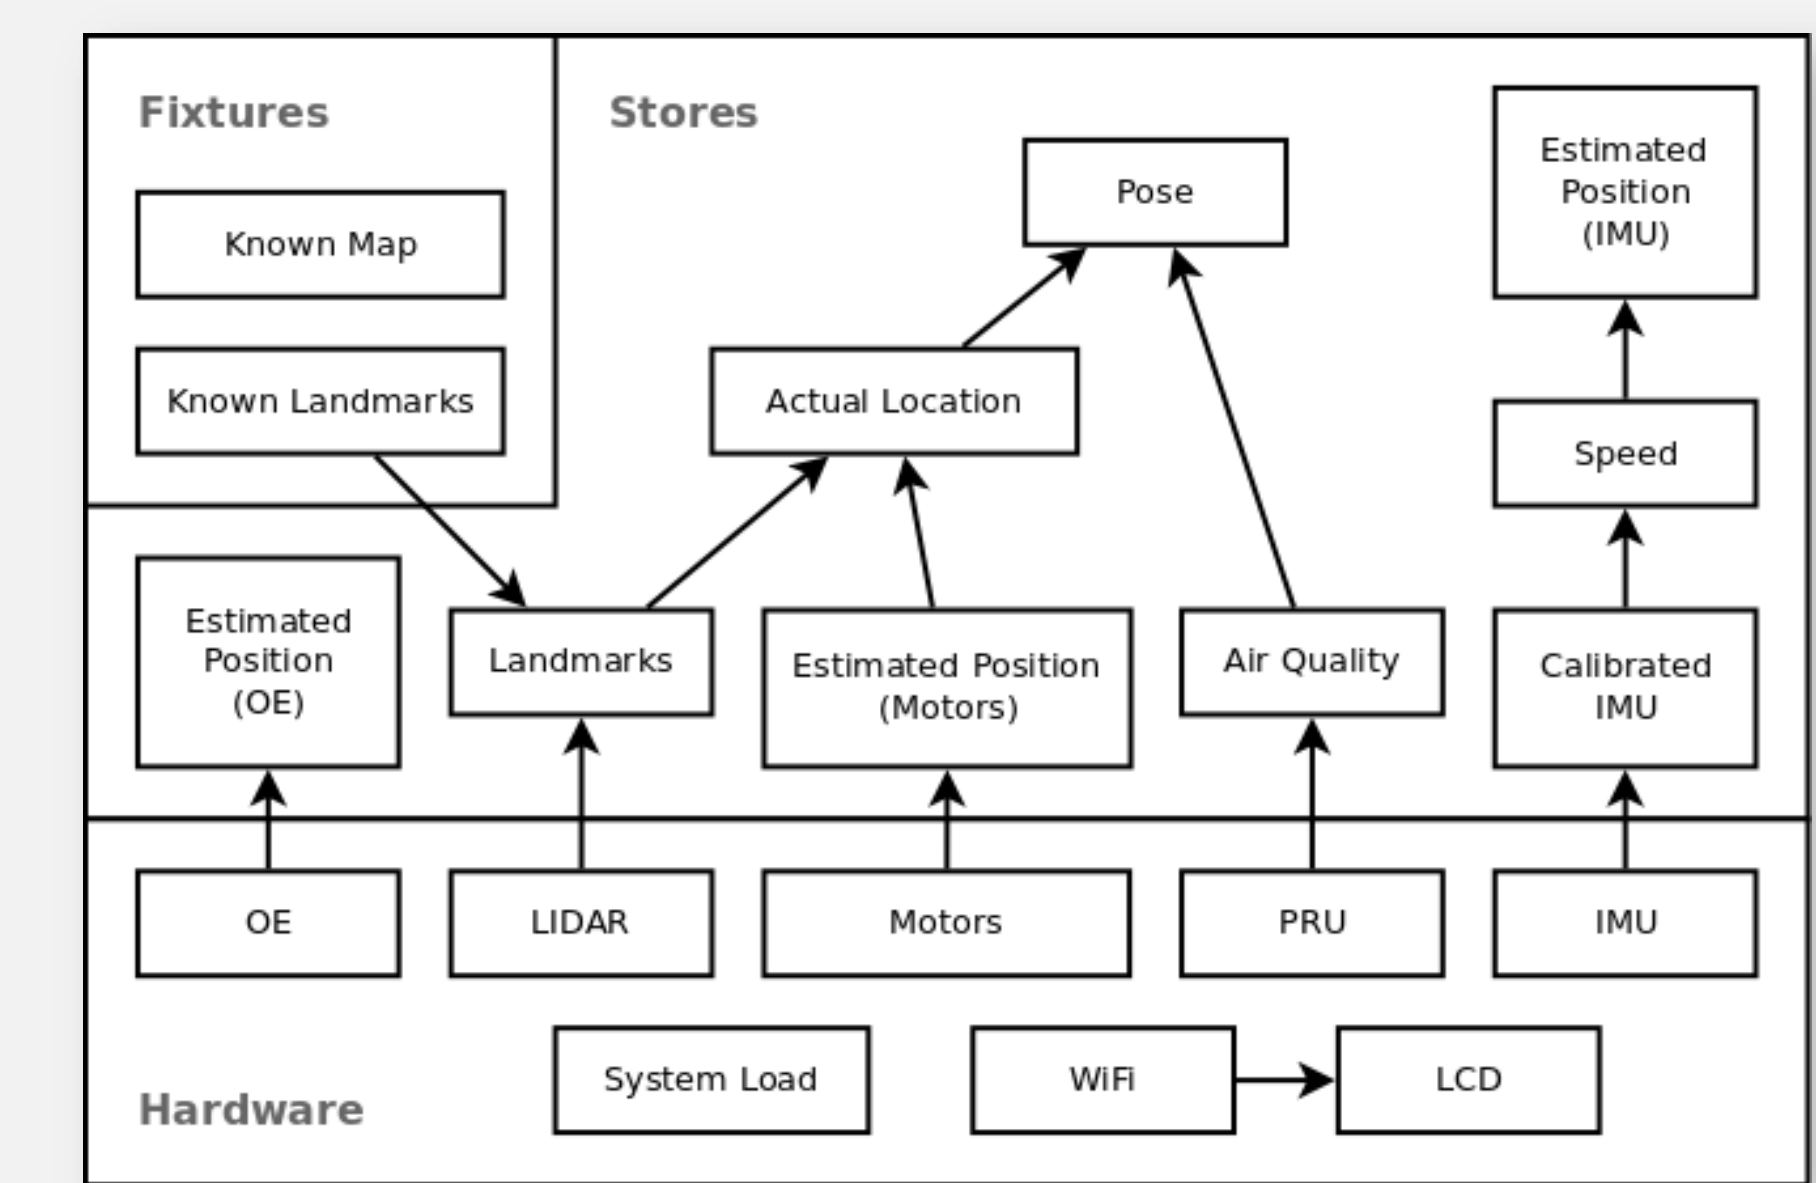 Fixtures
Stores
Known Map
Known Landmarks
Pose
Estimated
Position
(IMU)
Actual Location
Speed
Estimated
Position
(OE)
Landmarks
Estimated Position
(Motors)
Air Quality
Calibrated
IMU
OE
LIDAR
Motors
PRU
IMU
System Load
WiFi
LCD
Hardware